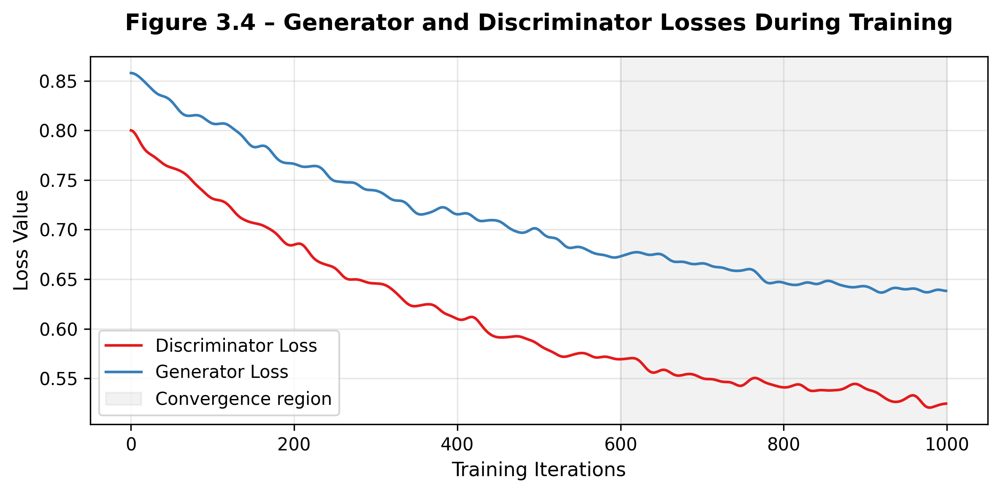 Figure 3.4 – Generator and Discriminator Losses During Training
Loss Value
0.85
0.80
0.75
0.70
0.65
0.60
0.55
Discriminator Loss
Generator Loss
Convergence region
0 200 400 600 800 1000
Training Iterations